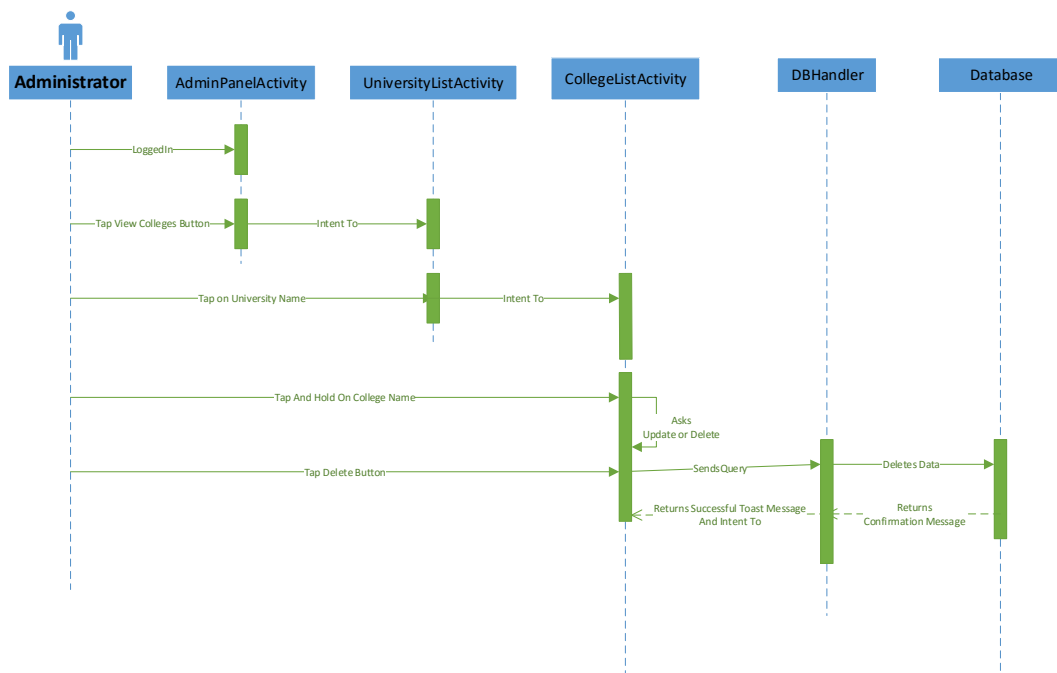 Administrator
AdminPanelActivity
UniversityListActivity
CollegeListActivity
DBHandler
Database
LoggedIn
Tap View Colleges Button
Intent To
Tap on University Name
Intent To
Tap And Hold On College Name
Asks
Update or Delete
Tap Delete Button
SendsQuery
Deletes Data
Returns Successful Toast Message
And Intent To
Returns
Confirmation Message